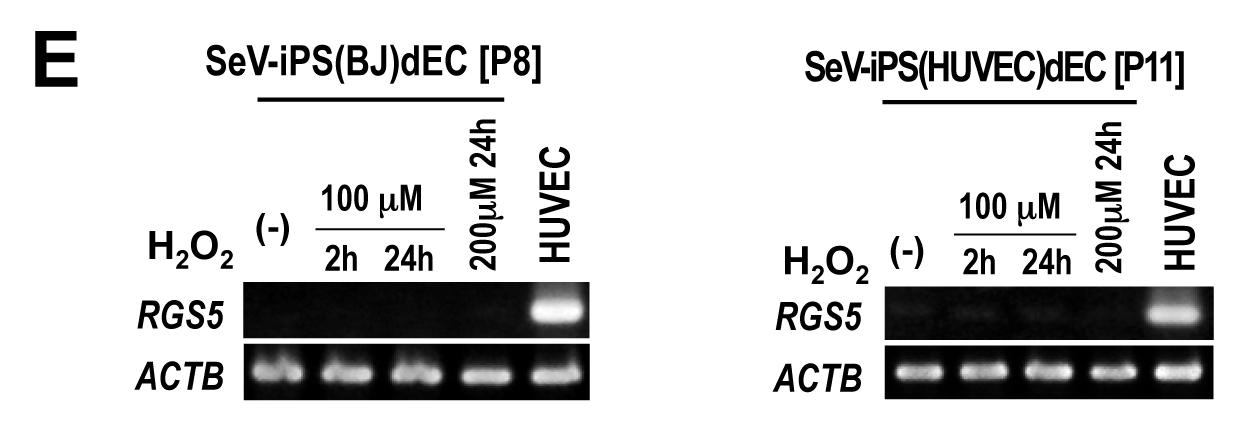 E
SeV-iPS(BJ)dEC [P8]
H2O2
(-)
100 μM
2h 24h
200μM 24h
HUVEC
RGS5
ACTB
SeV-iPS(HUVEC)dEC [P11]
H2O2
(-)
100 μM
2h 24h
200μM 24h
HUVEC
RGS5
ACTB